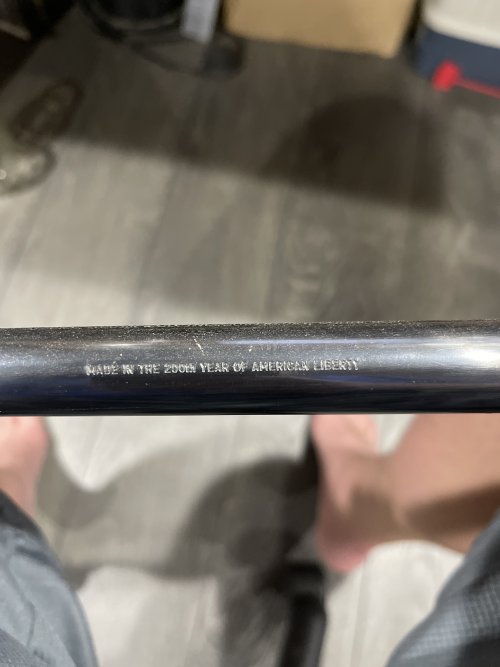 MADE IN THE 200th YEAR OF AMERICAN LIBERTY